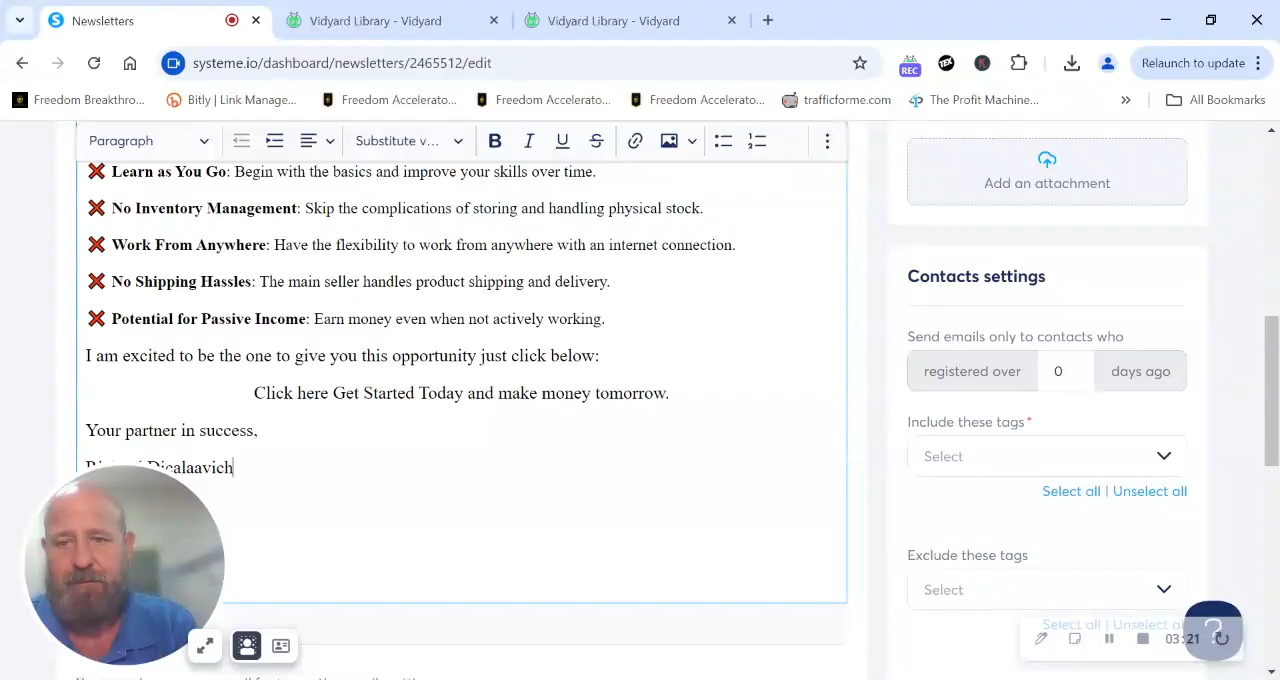 Newsletters
Vidyard Library - Vidyard
Vidyard Library - Vidyard
systeme.io/dashboard/newsletters/2465512/edit
REC
TEX
K
Relaunch to update
Freedom Breakthro...
Bitly | Link Manage...
Freedom Accelerato...
Freedom Accelerato...
Freedom Accelerato...
trafficforme.com
The Profit Machine...
All Bookmarks
Paragraph
Substitute v...
B I U S
Add an attachment
Learn as You Go: Begin with the basics and improve your skills over time.
No Inventory Management: Skip the complications of storing and handling physical stock.
Work From Anywhere: Have the flexibility to work from anywhere with an internet connection.
No Shipping Hassles: The main seller handles product shipping and delivery.
Potential for Passive Income: Earn money even when not actively working.
I am excited to be the one to give you this opportunity just click below:
Click here Get Started Today and make money tomorrow.
Your partner in success,
Dicalaavich
Contacts settings
Send emails only to contacts who
registered over 0 days ago
Include these tags*
Select
Select all | Unselect all
Exclude these tags
Select
Select all | Unselect all
03:21
?